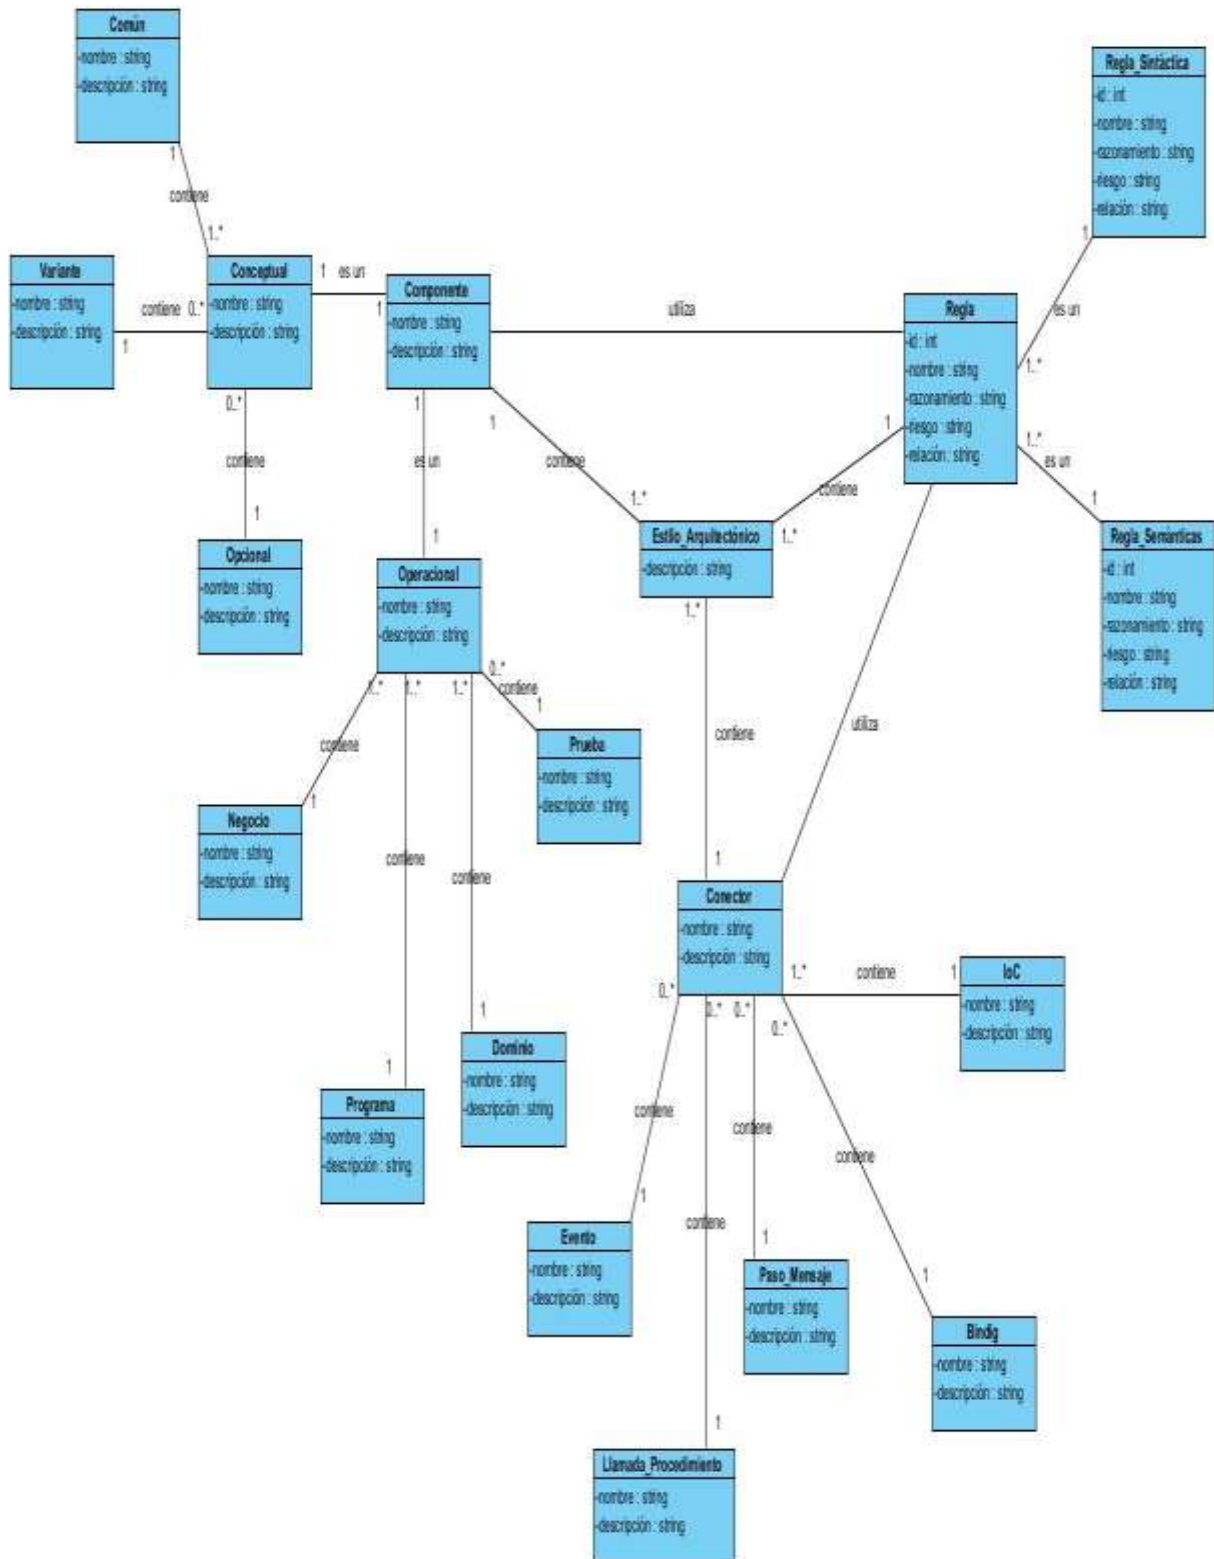 Común
-nombre : string
-descripción : string
1
contiene
1..*
Variante
-nombre : string
-descripción : string
1
contiene
0..*
Conceptual
-nombre : string
-descripción : string
1
es un
1
Componente
-nombre : string
-descripción : string
utiliza
Regla
-id : int
-nombre : string
-razonamiento : string
-riesgo : string
-relación : string
Regla_Sintáctica
-id : int
-nombre : string
-razonamiento : string
-riesgo : string
-relación : string
1
es un
1..*
1..*
es un
1
Regla_Semánticas
-id : int
-nombre : string
-razonamiento : string
-riesgo : string
-relación : string
0..*
contiene
1
Opcional
-nombre : string
-descripción : string
1
es un
1
Operacional
-nombre : string
-descripción : string
1
contiene
1..*
1
contiene
1..*
Estilo_Arquitectónico
-descripción : string
1..*
contiene
1
utiliza
1..*
contiene
1
Negocio
-nombre : string
-descripción : string
1..*
contiene
1
Programa
-nombre : string
-descripción : string
1..*
contiene
1
Dominio
-nombre : string
-descripción : string
0..*
contiene
1
Prueba
-nombre : string
-descripción : string
Conector
-nombre : string
-descripción : string
1..*
contiene
1
IoC
-nombre : string
-descripción : string
0..*
contiene
1
Evento
-nombre : string
-descripción : string
0..*
contiene
1
Llamada_Procedimiento
-nombre : string
-descripción : string
0..*
contiene
1
Paso_Mensaje
-nombre : string
-descripción : string
0..*
contiene
1
Bindig
-nombre : string
-descripción : string